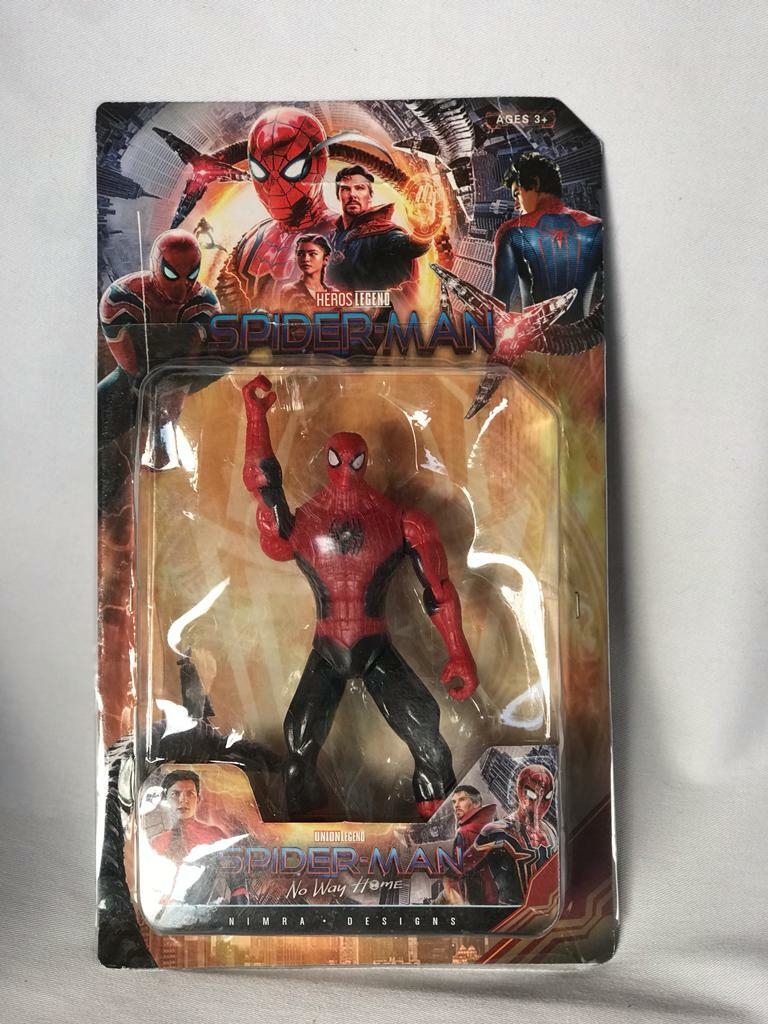 AGES 3+
HEROS LEGEND
SPIDER-MAN
UNION LEGEND
SPIDER-MAN
No Way Home
NIMRA • DESIGNS